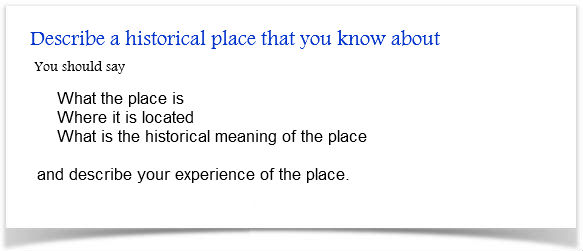 Describe a historical place that you know about
You should say
What the place is
Where it is located
What is the historical meaning of the place
and describe your experience of the place.